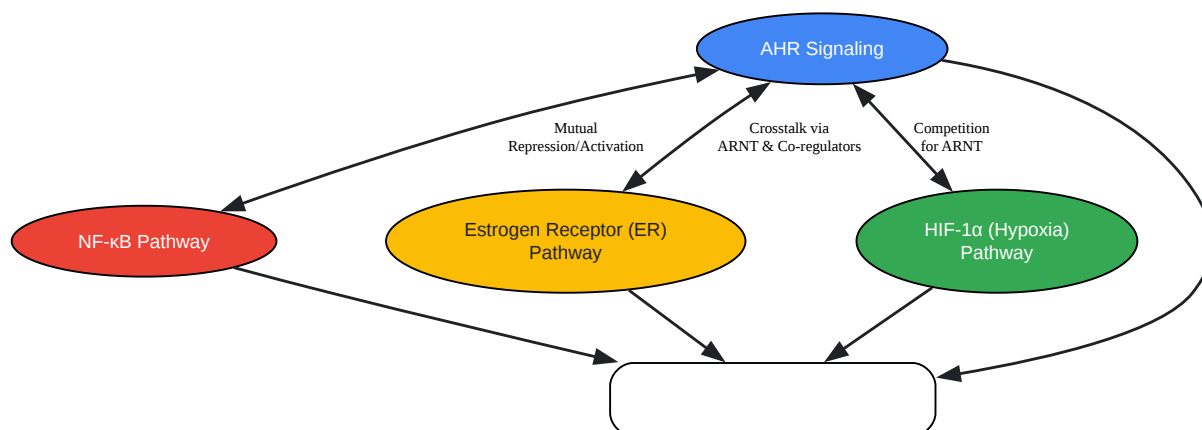 AHR Signaling
Mutual
Repression/Activation
Crosstalk via
ARNT & Co-regulators
Competition
for ARNT
NF-κB Pathway
Estrogen Receptor (ER)
Pathway
HIF-1α (Hypoxia)
Pathway